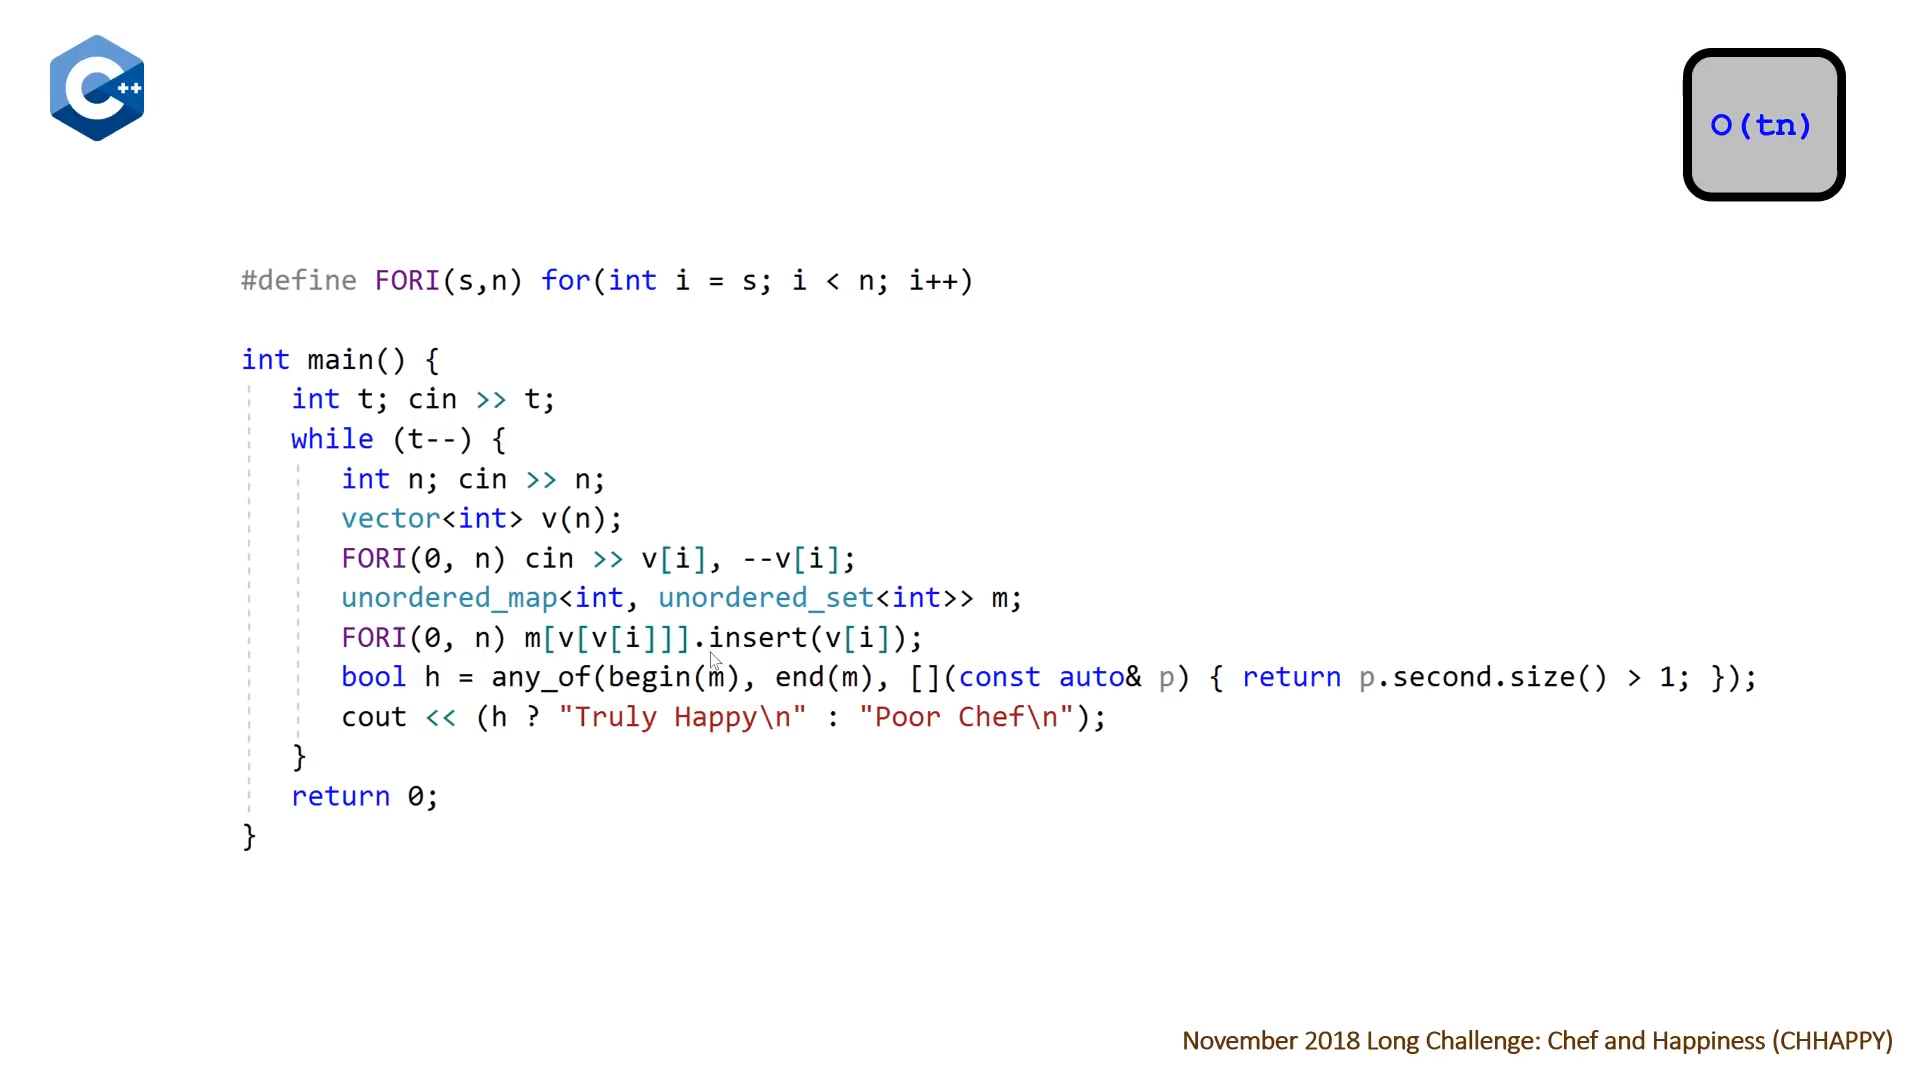 C++
O(tn)
#define FORI(s,n) for(int i = s; i < n; i++)
int main() {
int t; cin >> t;
while (t--) {
int n; cin >> n;
vector<int> v(n);
FORI(0, n) cin >> v[i], --v[i];
unordered_map<int, unordered_set<int>> m;
FORI(0, n) m[v[v[i]]].insert(v[i]);
bool h = any_of(begin(m), end(m), [](const auto& p) { return p.second.size() > 1; });
cout << (h ? "Truly Happy\n" : "Poor Chef\n");
}
return 0;
}
November 2018 Long Challenge: Chef and Happiness (CHHAPPY)